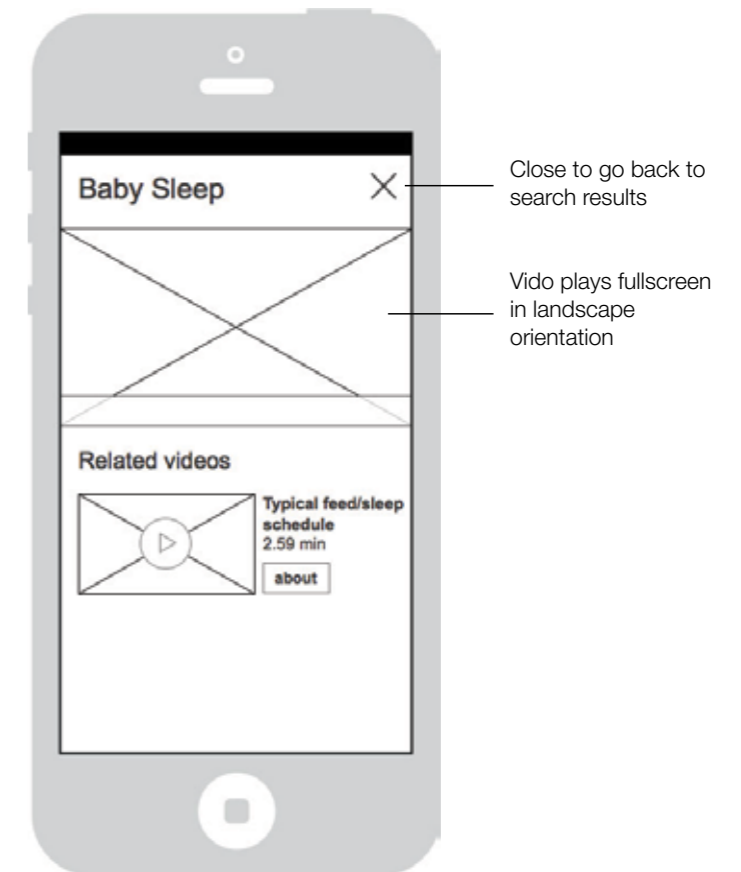 Baby Sleep
Close to go back to
search results
Vido plays fullscreen
in landscape
orientation
Related videos
Typical feed/sleep
schedule
2.59 min
about